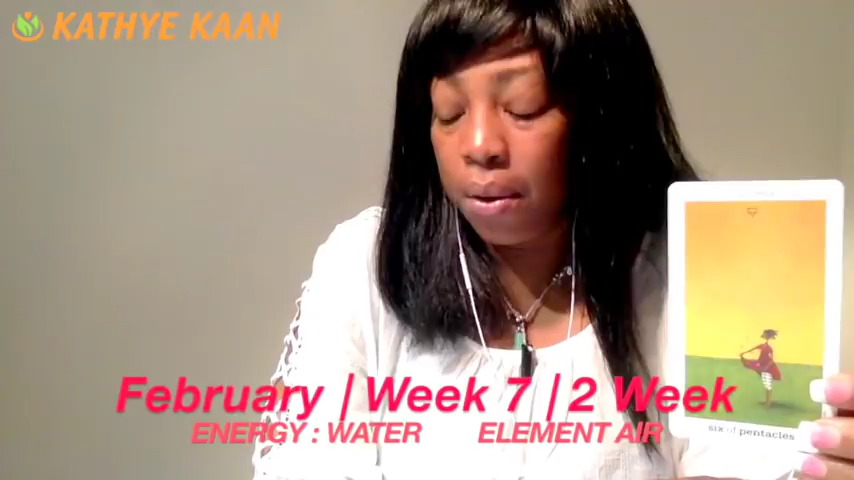 KATHYE KAAN
February | Week 7 | 2 Week
ENERGY : WATER ELEMENT AIR
six of pentacles